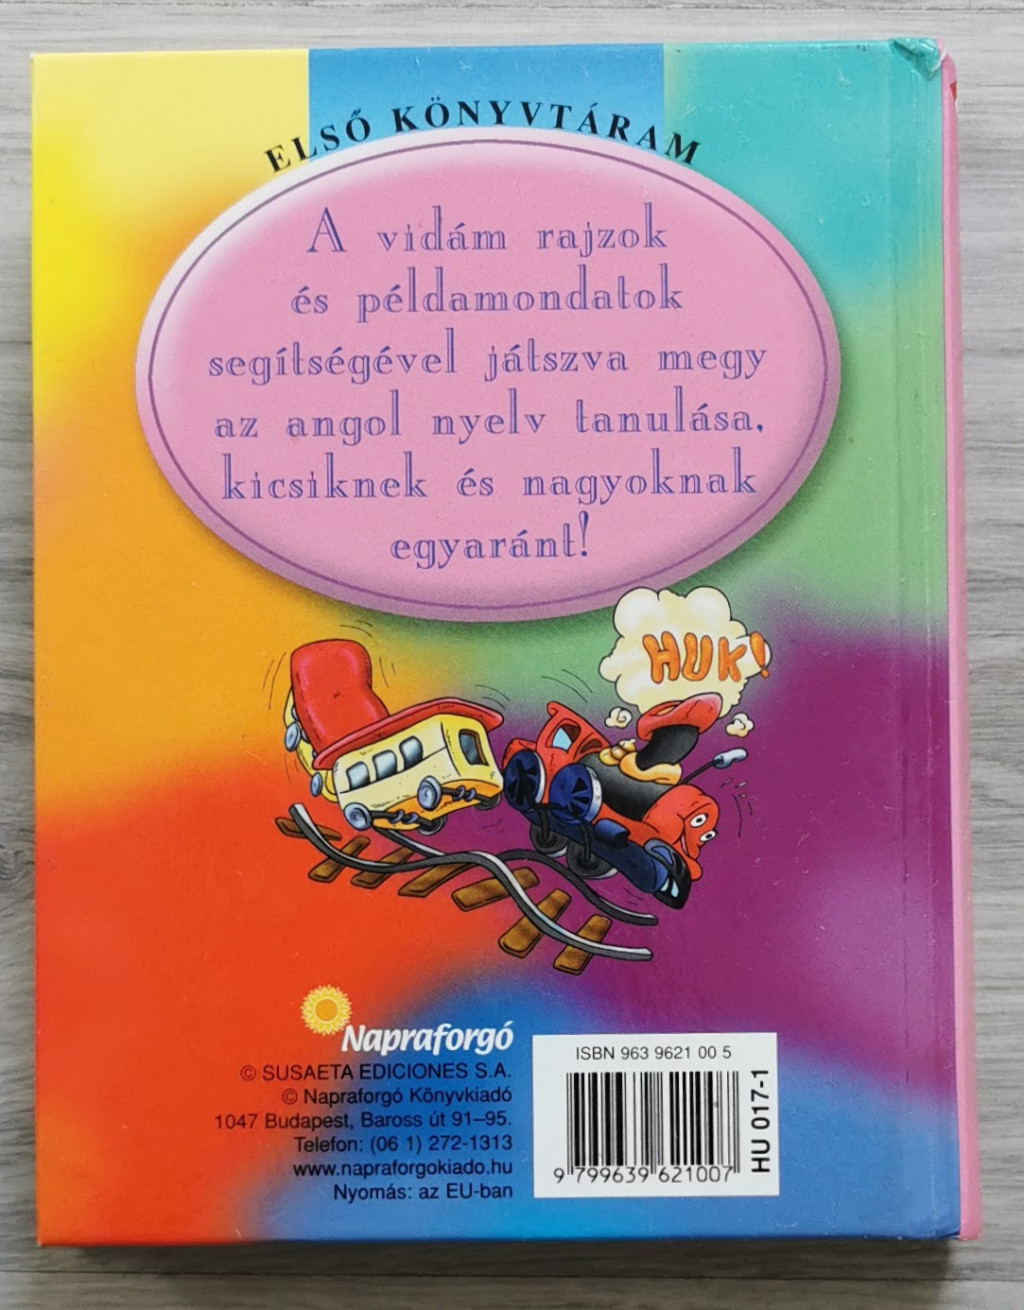 ELSŐ KÖNYVTÁRAM
A vidám rajzok
és példamondatok
segítségével játszva megy
az angol nyelv tanulása,
kicsiknek és nagyoknak
egyaránt!
HUK!
Napraforgó
© SUSAETA EDICIONES S.A.
© Napraforgó Könyvkiadó
1047 Budapest, Baross út 91–95.
Telefon: (06 1) 272-1313
www.napraforgokiado.hu
Nyomás: az EU-ban
ISBN 963 9621 00 5
9 799639 621007
HU 017-1